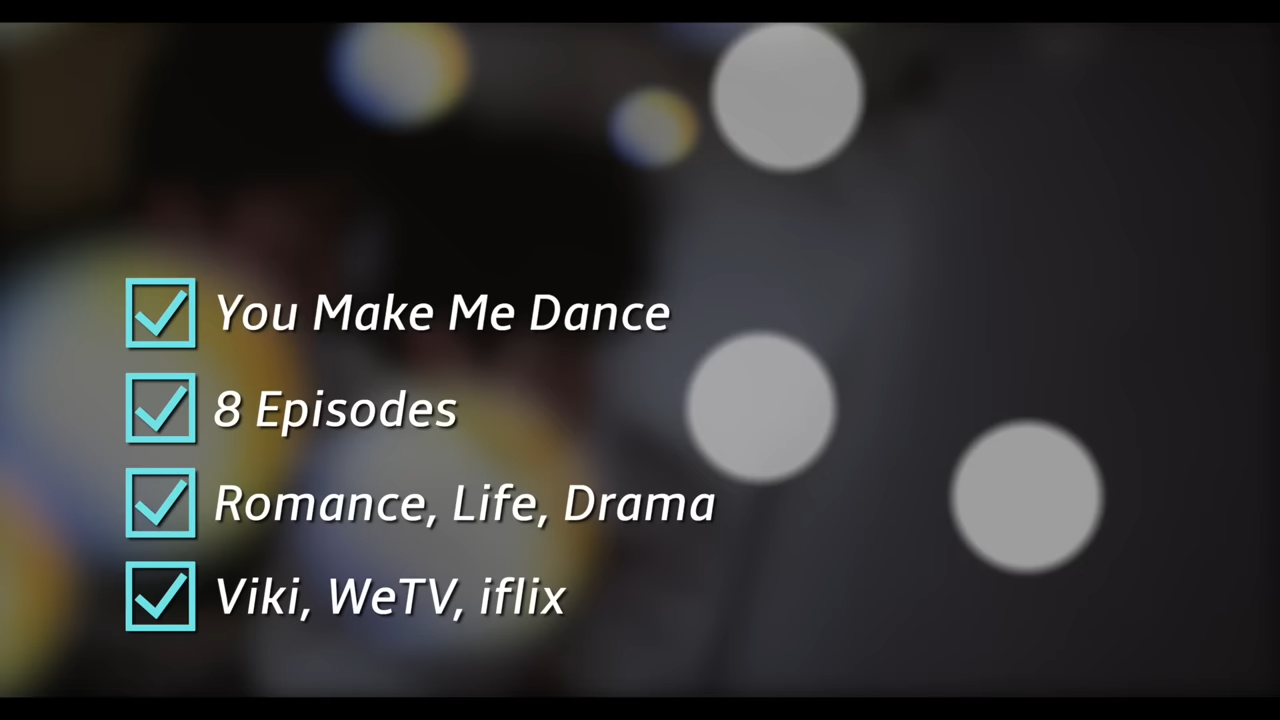 You Make Me Dance
8 Episodes
Romance, Life, Drama
Viki, WeTV, iflix